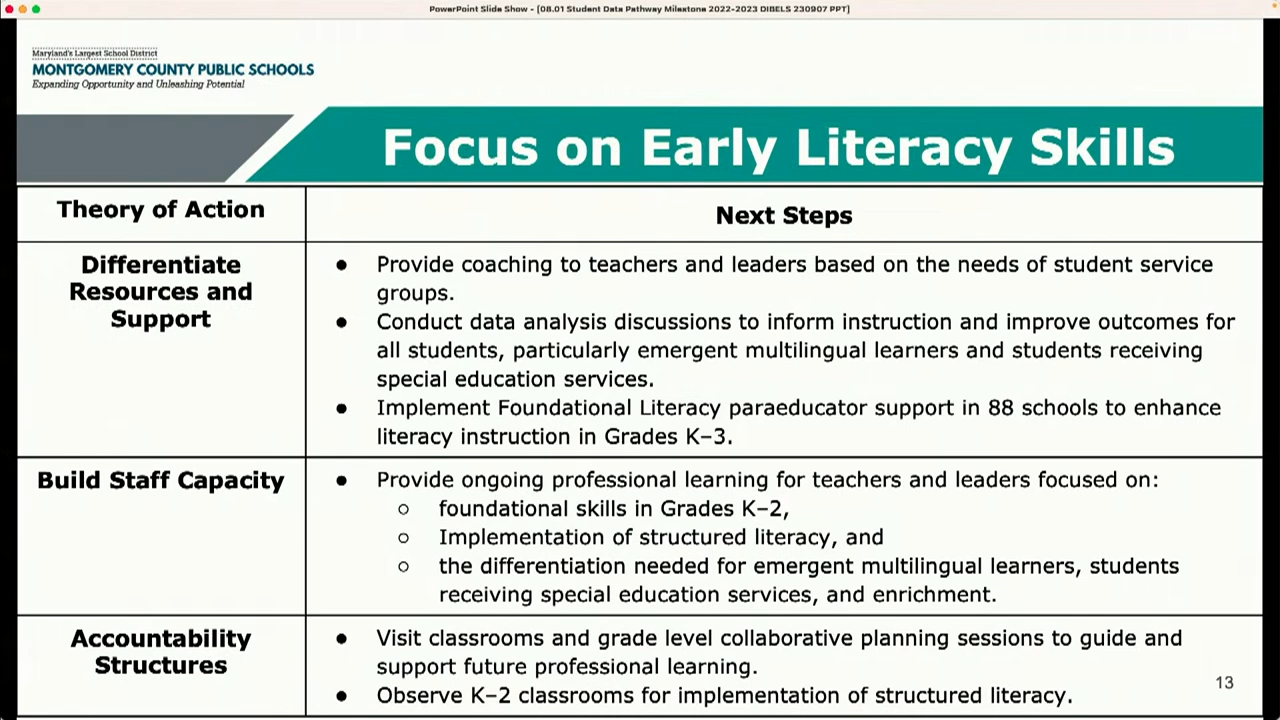 PowerPoint Slide Show - [08.01 Student Data Pathway Milestone 2022-2023 DIBELS 230907 PPT]
Maryland's Largest School District
MONTGOMERY COUNTY PUBLIC SCHOOLS
Expanding Opportunity and Unleashing Potential
Focus on Early Literacy Skills
Theory of Action
Next Steps
Differentiate
Resources and
Support
● Provide coaching to teachers and leaders based on the needs of student service
groups.
● Conduct data analysis discussions to inform instruction and improve outcomes for
all students, particularly emergent multilingual learners and students receiving
special education services.
● Implement Foundational Literacy paraeducator support in 88 schools to enhance
literacy instruction in Grades K–3.
Build Staff Capacity
● Provide ongoing professional learning for teachers and leaders focused on:
○ foundational skills in Grades K–2,
○ Implementation of structured literacy, and
○ the differentiation needed for emergent multilingual learners, students
receiving special education services, and enrichment.
Accountability
Structures
● Visit classrooms and grade level collaborative planning sessions to guide and
support future professional learning.
● Observe K–2 classrooms for implementation of structured literacy.
13